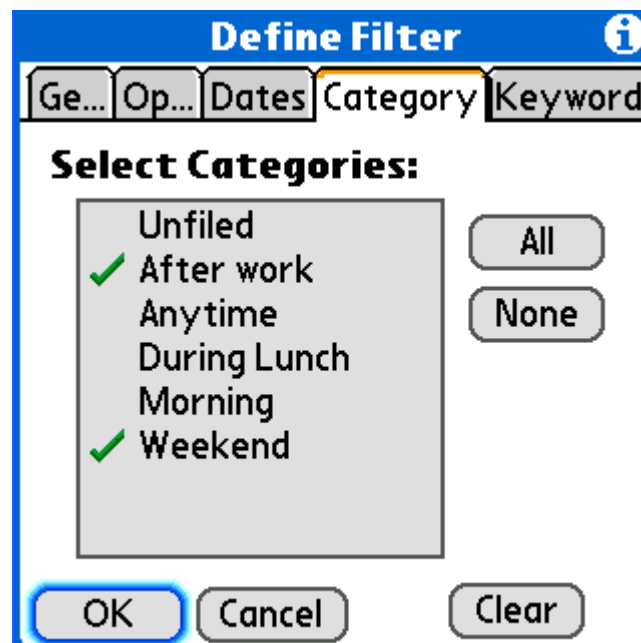 Define Filter
Ge... Op... Dates Category Keyword
Select Categories:
Unfiled
All
After work
Anytime
None
During Lunch
Morning
Weekend
OK Cancel Clear